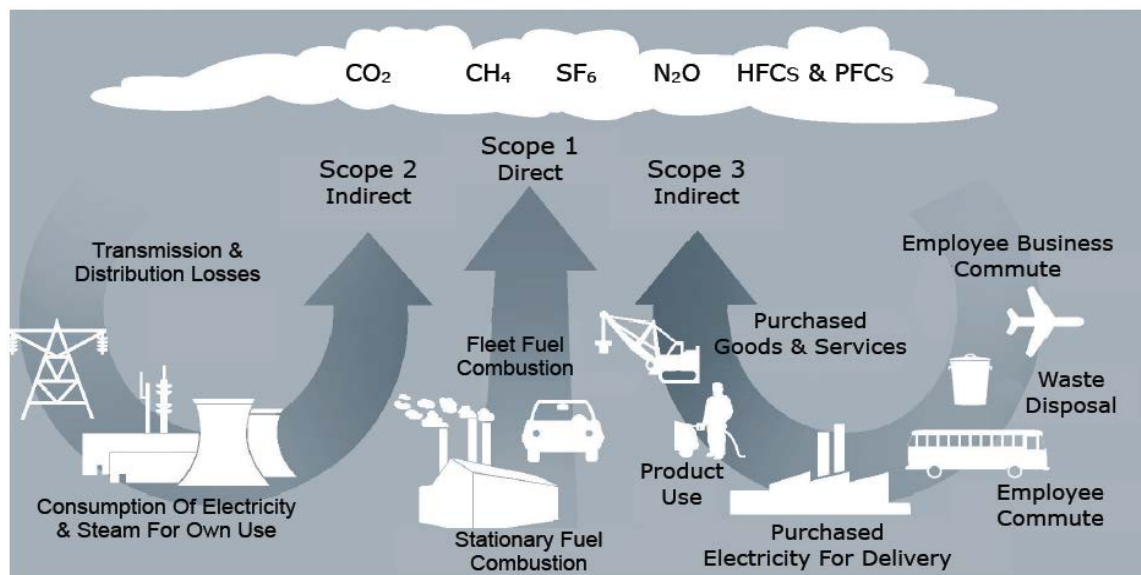 CO₂ CH₄ SF₆ N₂O HFCs & PFCs
Scope 2
Indirect
Scope 1
Direct
Scope 3
Indirect
Transmission &
Distribution Losses
Consumption Of Electricity
& Steam For Own Use
Fleet Fuel
Combustion
Stationary Fuel
Combustion
Purchased
Goods & Services
Product
Use
Purchased
Electricity For Delivery
Employee Business
Commute
Waste
Disposal
Employee
Commute